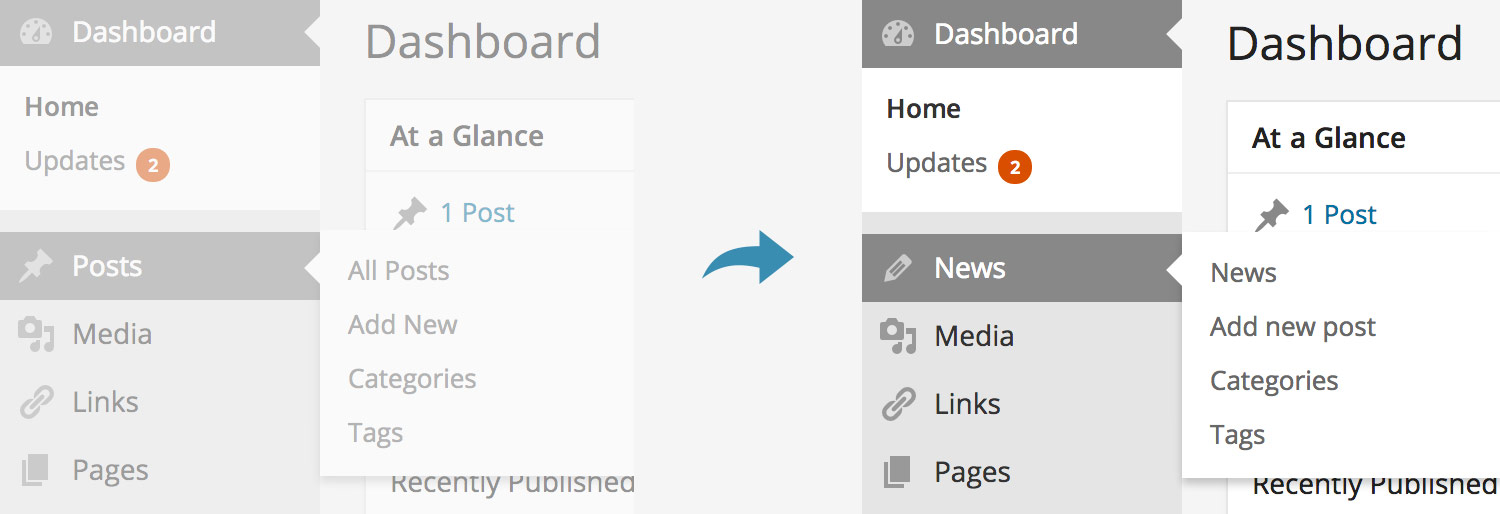 Dashboard
Home
Updates 2
Posts
Media
Links
Pages
Dashboard
At a Glance
1 Post
All Posts
Add New
Categories
Tags
Recently Published
Dashboard
Home
Updates 2
News
Media
Links
Pages
Dashboard
At a Glance
1 Post
News
Add new post
Categories
Tags
Recently Published